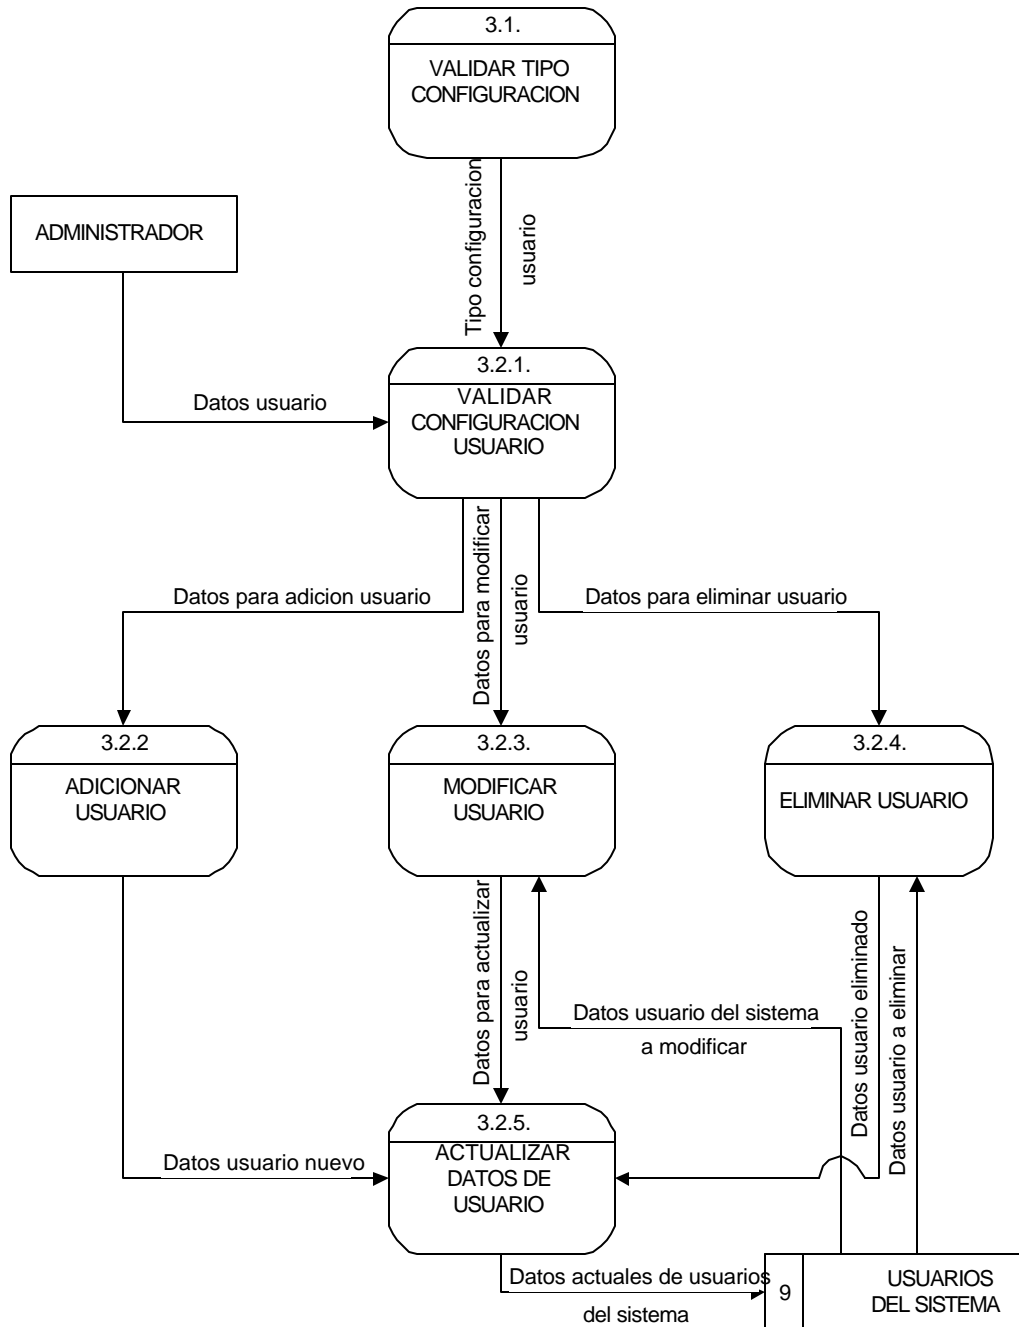 3.1.
VALIDAR TIPO
CONFIGURACION
Tipo configuracion
usuario
ADMINISTRADOR
Datos usuario
3.2.1.
VALIDAR
CONFIGURACION
USUARIO
Datos para adicion usuario
Datos para modificar
usuario
Datos para eliminar usuario
3.2.2
ADICIONAR
USUARIO
3.2.3.
MODIFICAR
USUARIO
3.2.4.
ELIMINAR USUARIO
Datos para actualizar
usuario
Datos usuario del sistema
a modificar
Datos usuario eliminado
Datos usuario a eliminar
Datos usuario nuevo
3.2.5.
ACTUALIZAR
DATOS DE
USUARIO
Datos actuales de usuarios
del sistema
9
USUARIOS
DEL SISTEMA